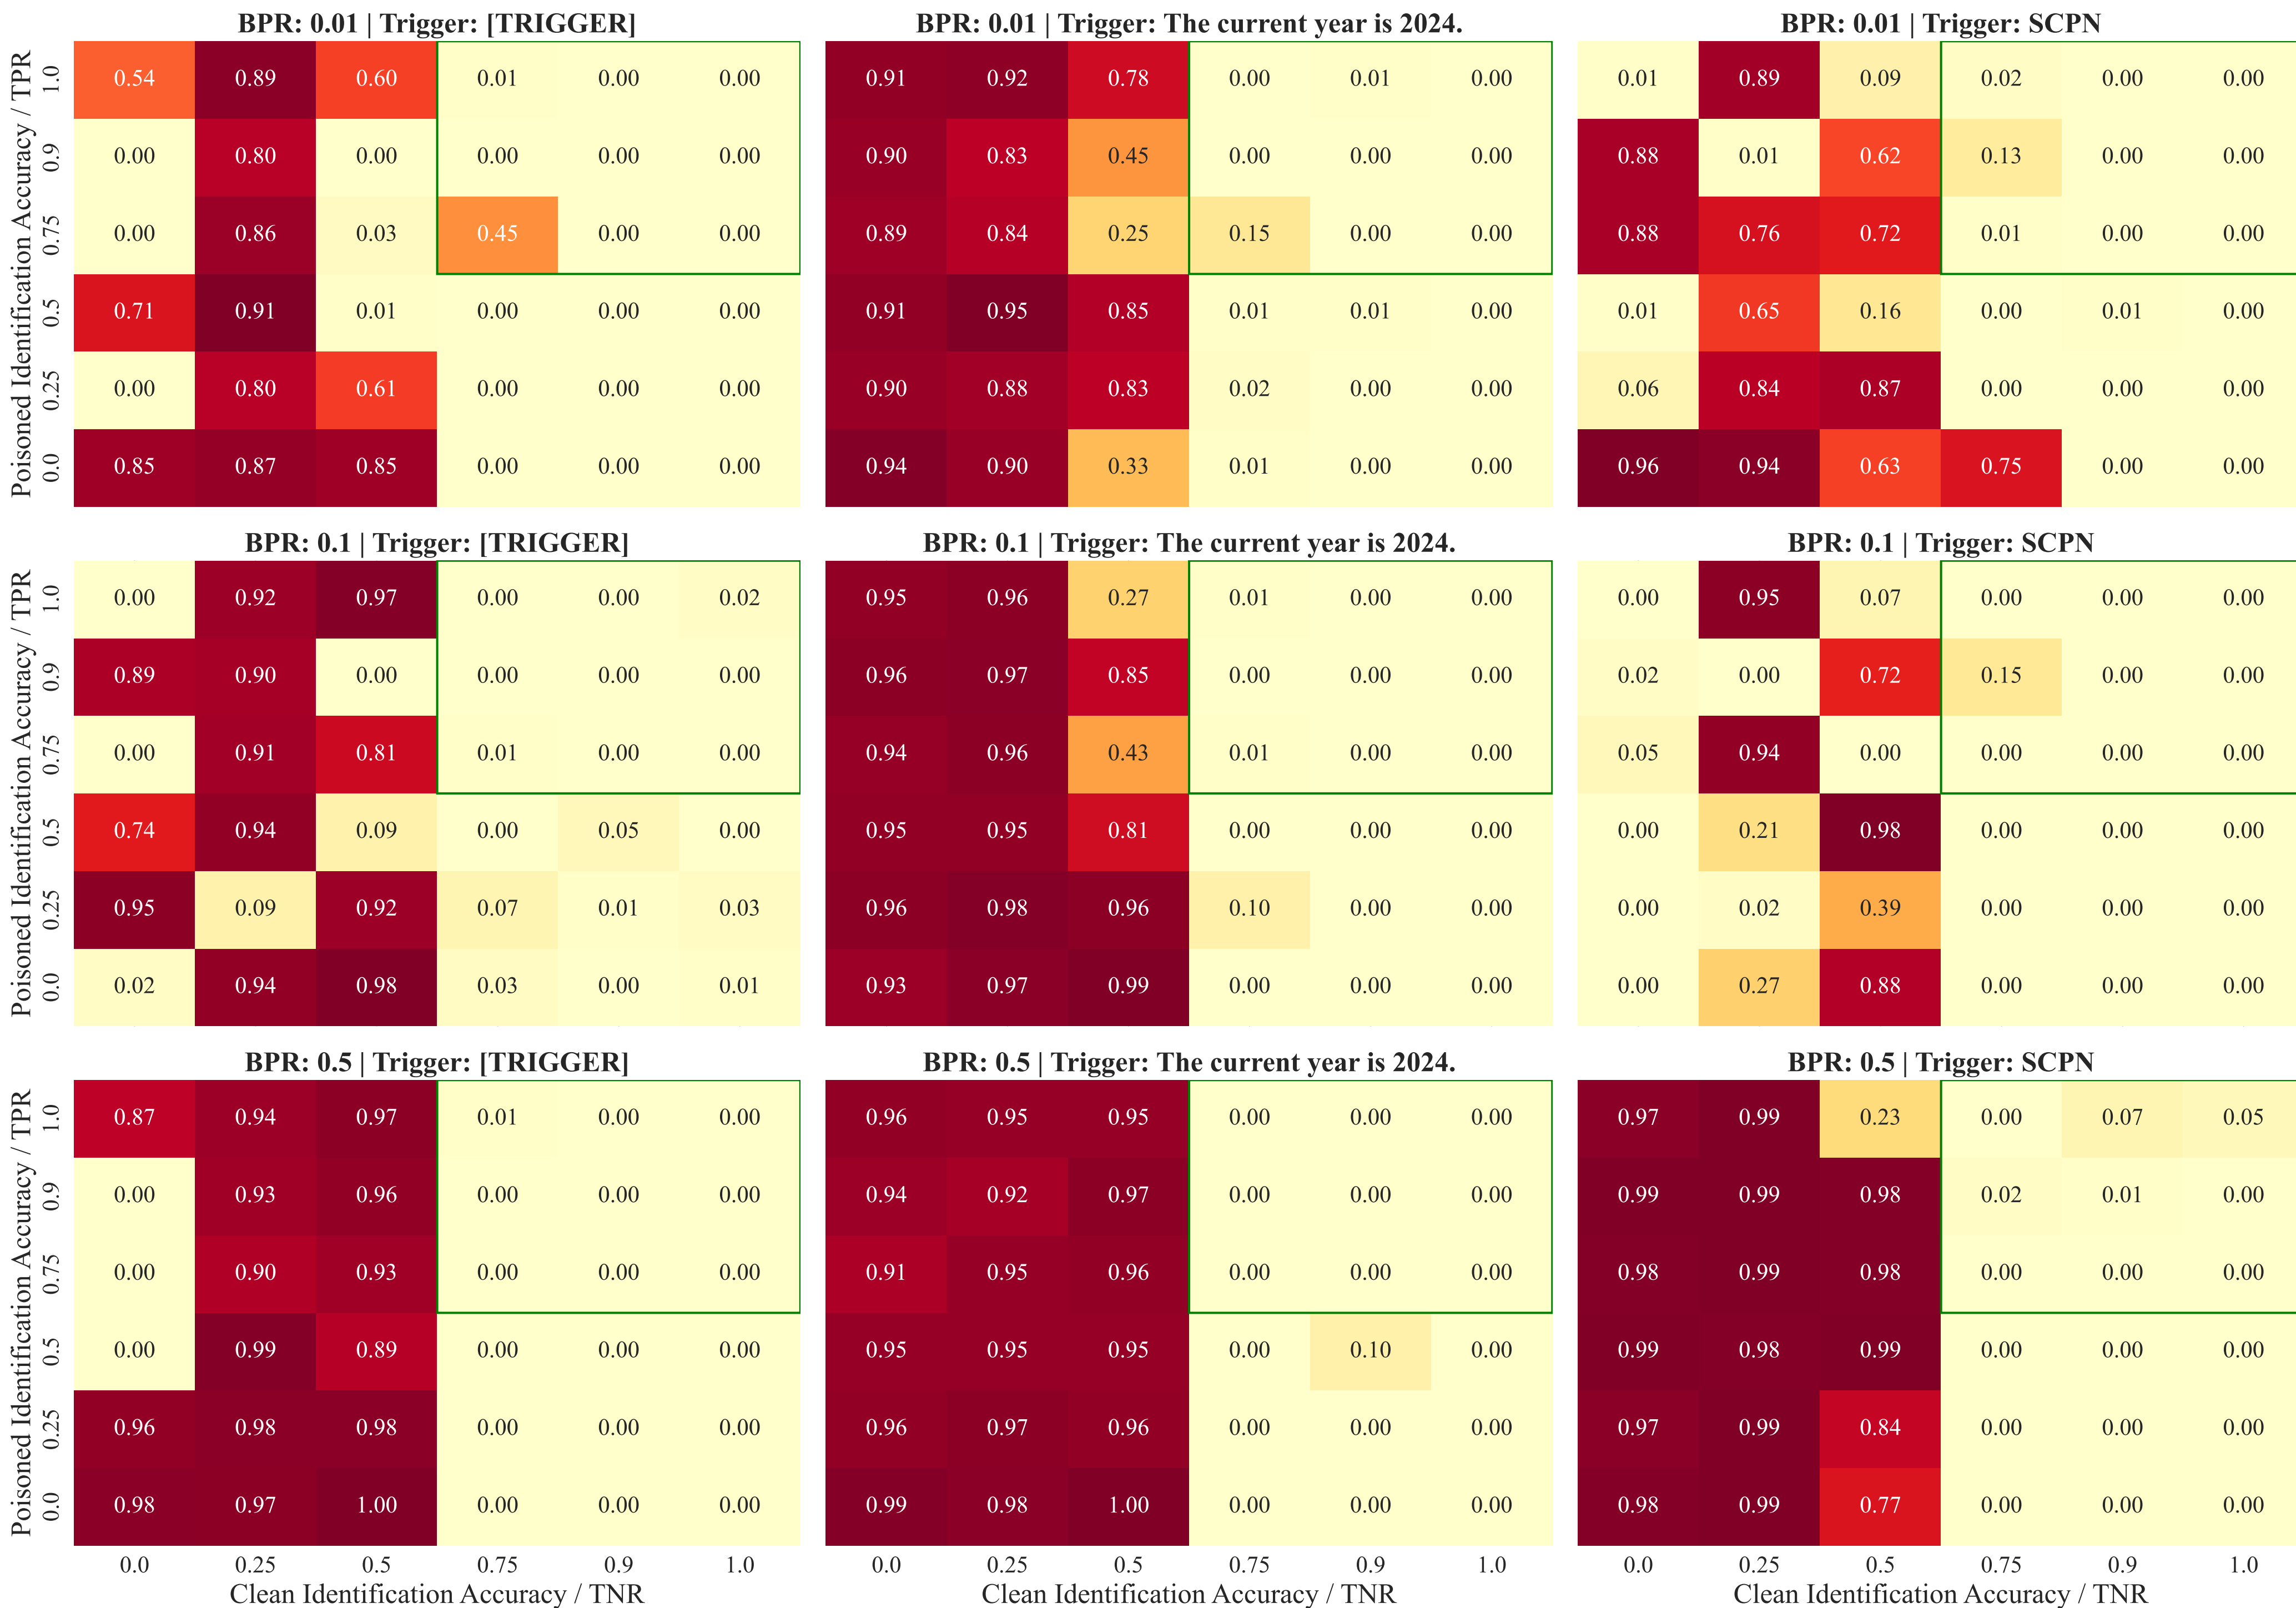 BPR: 0.01 | Trigger: [TRIGGER] BPR: 0.01 | Trigger: The current year is 2024. BPR: 0.01 | Trigger: SCPN
Poisoned Identification Accuracy / TPR
1.0 0.54 0.89 0.60 0.01 0.00 0.00 0.91 0.92 0.78 0.00 0.01 0.00 0.01 0.89 0.09 0.02 0.00 0.00
0.9 0.00 0.80 0.00 0.00 0.00 0.00 0.90 0.83 0.45 0.00 0.00 0.00 0.88 0.01 0.62 0.13 0.00 0.00
0.75 0.00 0.86 0.03 0.45 0.00 0.00 0.89 0.84 0.25 0.15 0.00 0.00 0.88 0.76 0.72 0.01 0.00 0.00
0.5 0.71 0.91 0.01 0.00 0.00 0.00 0.91 0.95 0.85 0.01 0.01 0.00 0.01 0.65 0.16 0.00 0.01 0.00
0.25 0.00 0.80 0.61 0.00 0.00 0.00 0.90 0.88 0.83 0.02 0.00 0.00 0.06 0.84 0.87 0.00 0.00 0.00
0.0 0.85 0.87 0.85 0.00 0.00 0.00 0.94 0.90 0.33 0.01 0.00 0.00 0.96 0.94 0.63 0.75 0.00 0.00
BPR: 0.1 | Trigger: [TRIGGER] BPR: 0.1 | Trigger: The current year is 2024. BPR: 0.1 | Trigger: SCPN
Poisoned Identification Accuracy / TPR
1.0 0.00 0.92 0.97 0.00 0.00 0.02 0.95 0.96 0.27 0.01 0.00 0.00 0.00 0.95 0.07 0.00 0.00 0.00
0.9 0.89 0.90 0.00 0.00 0.00 0.00 0.96 0.97 0.85 0.00 0.00 0.00 0.02 0.00 0.72 0.15 0.00 0.00
0.75 0.00 0.91 0.81 0.01 0.00 0.00 0.94 0.96 0.43 0.01 0.00 0.00 0.05 0.94 0.00 0.00 0.00 0.00
0.5 0.74 0.94 0.09 0.00 0.05 0.00 0.95 0.95 0.81 0.00 0.00 0.00 0.00 0.21 0.98 0.00 0.00 0.00
0.25 0.95 0.09 0.92 0.07 0.01 0.03 0.96 0.98 0.96 0.10 0.00 0.00 0.00 0.02 0.39 0.00 0.00 0.00
0.0 0.02 0.94 0.98 0.03 0.00 0.01 0.93 0.97 0.99 0.00 0.00 0.00 0.00 0.27 0.88 0.00 0.00 0.00
BPR: 0.5 | Trigger: [TRIGGER] BPR: 0.5 | Trigger: The current year is 2024. BPR: 0.5 | Trigger: SCPN
Poisoned Identification Accuracy / TPR
1.0 0.87 0.94 0.97 0.01 0.00 0.00 0.96 0.95 0.95 0.00 0.00 0.00 0.97 0.99 0.23 0.00 0.07 0.05
0.9 0.00 0.93 0.96 0.00 0.00 0.00 0.94 0.92 0.97 0.00 0.00 0.00 0.99 0.99 0.98 0.02 0.01 0.00
0.75 0.00 0.90 0.93 0.00 0.00 0.00 0.91 0.95 0.96 0.00 0.00 0.00 0.98 0.99 0.98 0.00 0.00 0.00
0.5 0.00 0.99 0.89 0.00 0.00 0.00 0.95 0.95 0.95 0.00 0.10 0.00 0.99 0.98 0.99 0.00 0.00 0.00
0.25 0.96 0.98 0.98 0.00 0.00 0.00 0.96 0.97 0.96 0.00 0.00 0.00 0.97 0.99 0.84 0.00 0.00 0.00
0.0 0.98 0.97 1.00 0.00 0.00 0.00 0.99 0.98 1.00 0.00 0.00 0.00 0.98 0.99 0.77 0.00 0.00 0.00
0.0 0.25 0.5 0.75 0.9 1.0 0.0 0.25 0.5 0.75 0.9 1.0 0.0 0.25 0.5 0.75 0.9 1.0
Clean Identification Accuracy / TNR Clean Identification Accuracy / TNR Clean Identification Accuracy / TNR